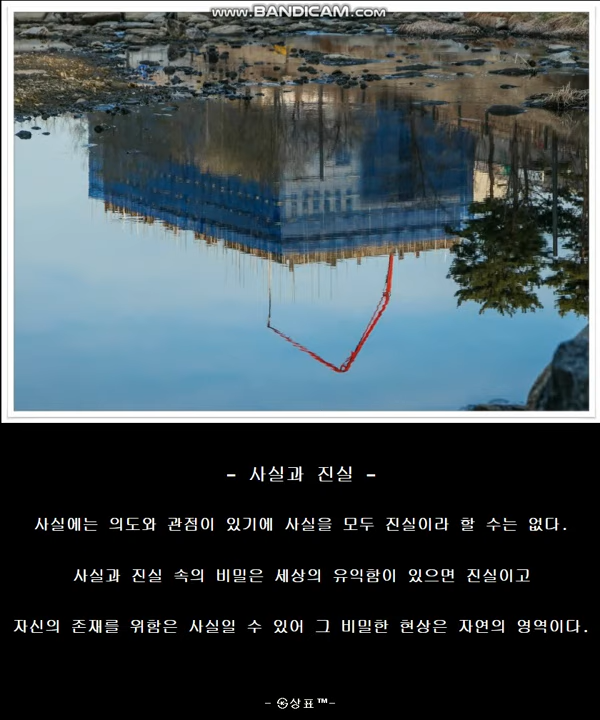 www.BANDICAM.com
- 사실과 진실 -
사실에는 의도와 관점이 있기에 사실을 모두 진실이라 할 수는 없다.
사실과 진실 속의 비밀은 세상의 유익함이 있으면 진실이고
자신의 존재를 위함은 사실일 수 있어 그 비밀한 현상은 자연의 영역이다.
- ㉿상표™-